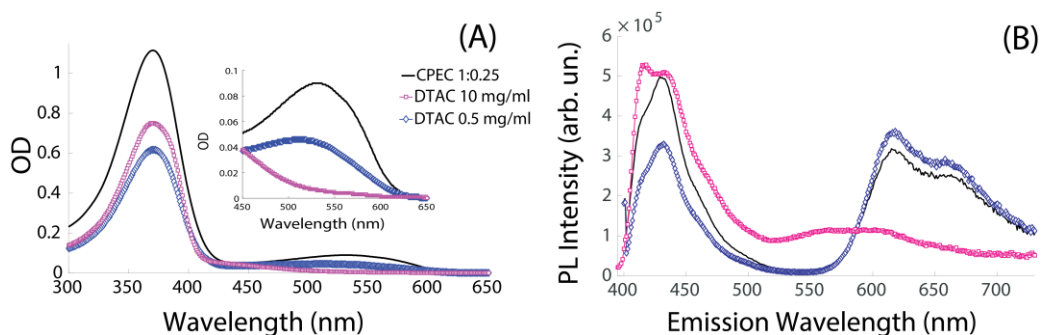 (A)
OD
1
0.8
0.6
0.4
0.2
0
300 350 400 450 500 550 600 650
Wavelength (nm)
OD
0.1
0.08
0.06
0.04
0.02
0
450 500 550 600 650
Wavelength (nm)
CPEC 1:0.25
DTAC 10 mg/ml
DTAC 0.5 mg/ml
(B)
PL Intensity (arb. un.)
6 × 10⁵
5
4
3
2
1
0
400 450 500 550 600 650 700
Emission Wavelength (nm)